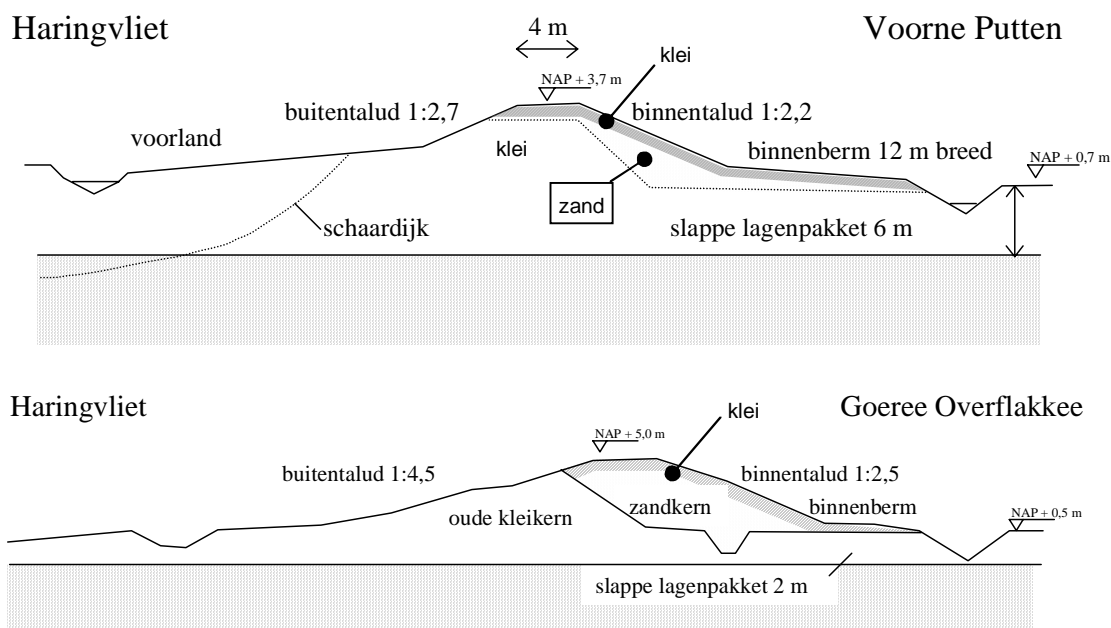 Haringvliet
4 m
Voorne Putten
klei
NAP + 3,7 m
buitentalud 1:2,7
binnentalud 1:2,2
voorland
klei
binnenberm 12 m breed
NAP + 0,7 m
zand
schaardijk
slappe lagenpakket 6 m
Haringvliet
Goeree Overflakkee
klei
NAP + 5,0 m
buitentalud 1:4,5
binnentalud 1:2,5
oude kleikern
zandkern
binnenberm
NAP + 0,5 m
slappe lagenpakket 2 m